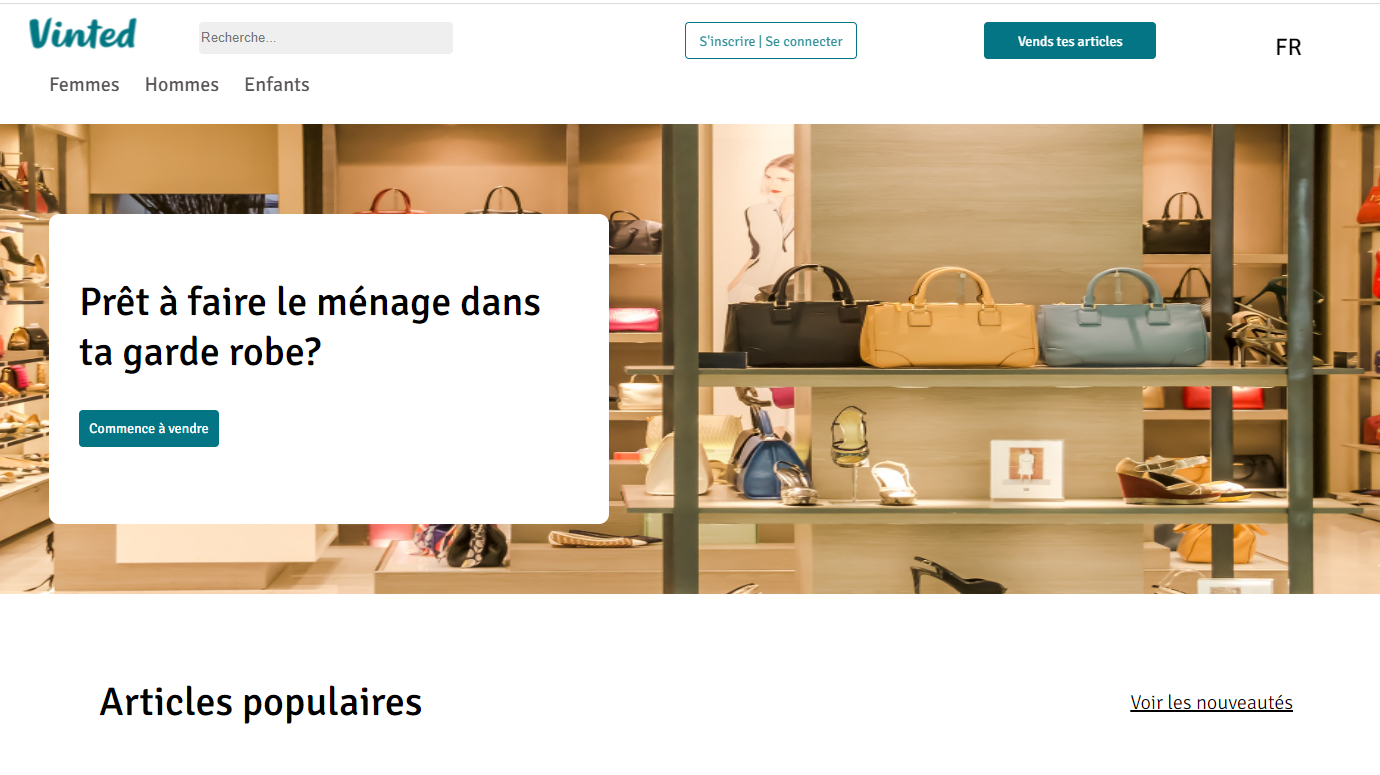 Vinted
Recherche...
S'inscrire | Se connecter
Vends tes articles
FR
Femmes
Hommes
Enfants
Prêt à faire le ménage dans
ta garde robe?
Commence à vendre
Articles populaires
Voir les nouveautés